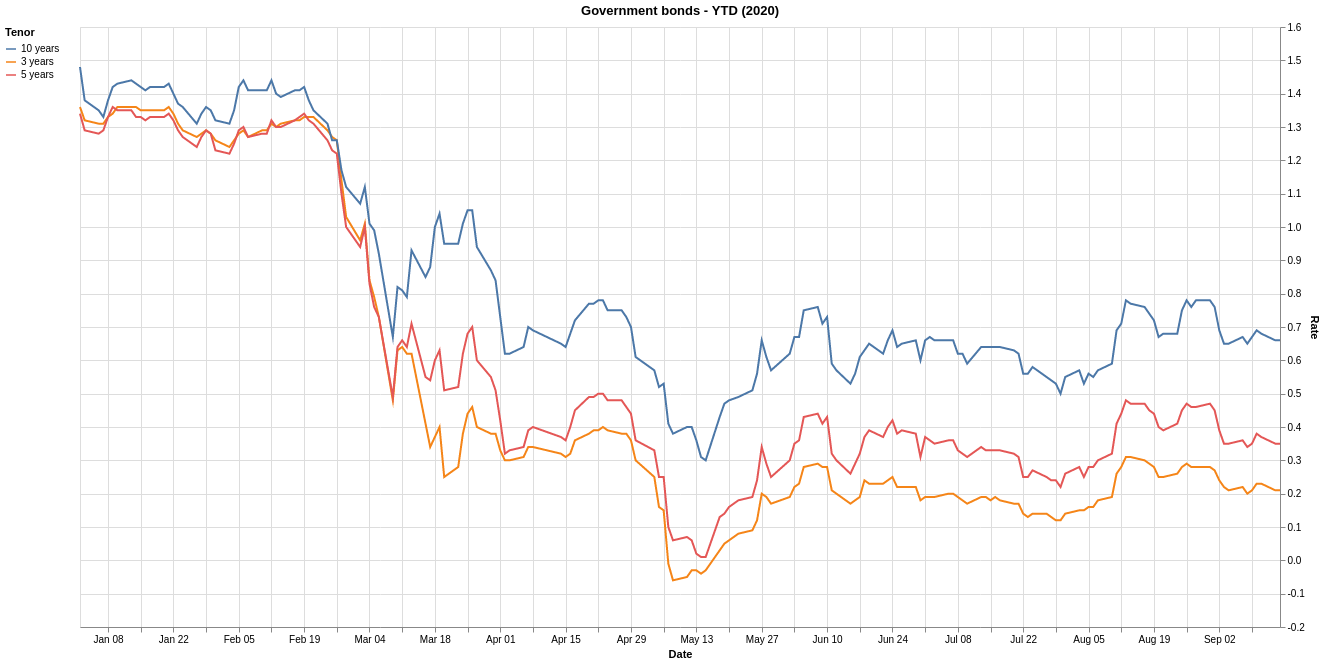 Government bonds - YTD (2020)
Tenor
10 years
3 years
5 years
1.6
1.5
1.4
1.3
1.2
1.1
1.0
0.9
0.8
0.7
0.6
0.5
0.4
0.3
0.2
0.1
0.0
-0.1
-0.2
Rate
Jan 08 Jan 22 Feb 05 Feb 19 Mar 04 Mar 18 Apr 01 Apr 15 Apr 29 May 13 May 27 Jun 10 Jun 24 Jul 08 Jul 22 Aug 05 Aug 19 Sep 02
Date